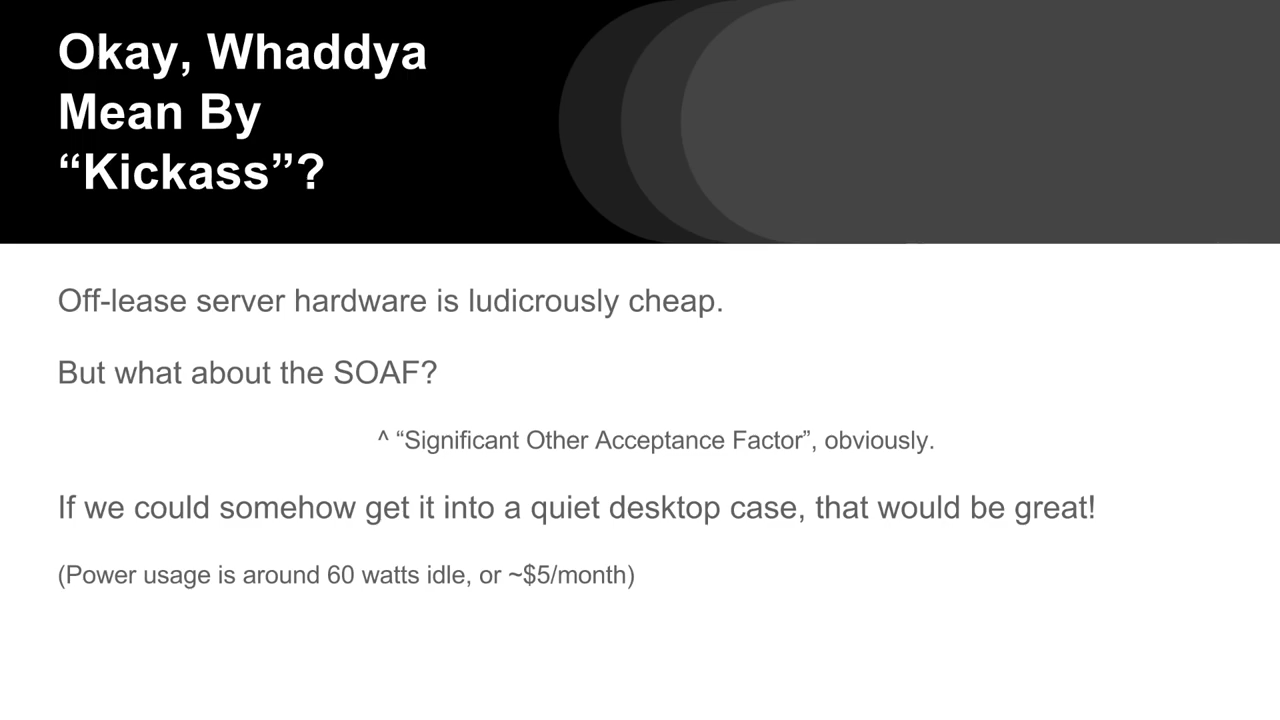 Okay, Whaddya
Mean By
“Kickass”?
Off-lease server hardware is ludicrously cheap.
But what about the SOAF?
^ “Significant Other Acceptance Factor”, obviously.
If we could somehow get it into a quiet desktop case, that would be great!
(Power usage is around 60 watts idle, or ~$5/month)